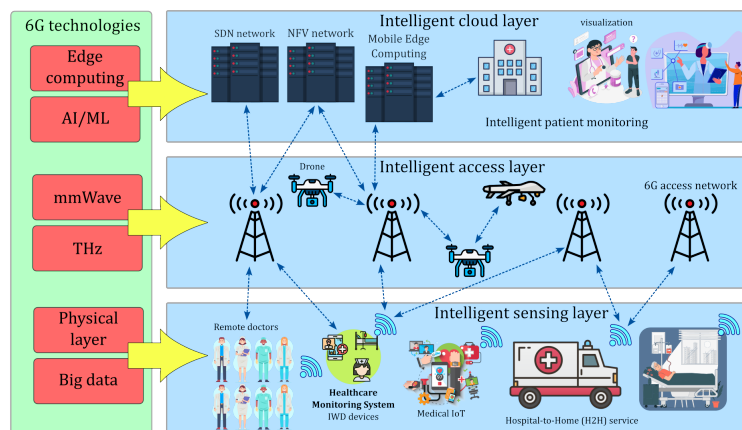 6G technologies
Edge
computing
AI/ML
mmWave
THz
Physical
layer
Big data
Intelligent cloud layer
SDN network
NFV network
Mobile Edge
Computing
visualization
Intelligent patient monitoring
Intelligent access layer
Drone
6G access network
Intelligent sensing layer
Remote doctors
Healthcare
Monitoring System
IWD devices
Medical IoT
Hospital-to-Home (H2H) service